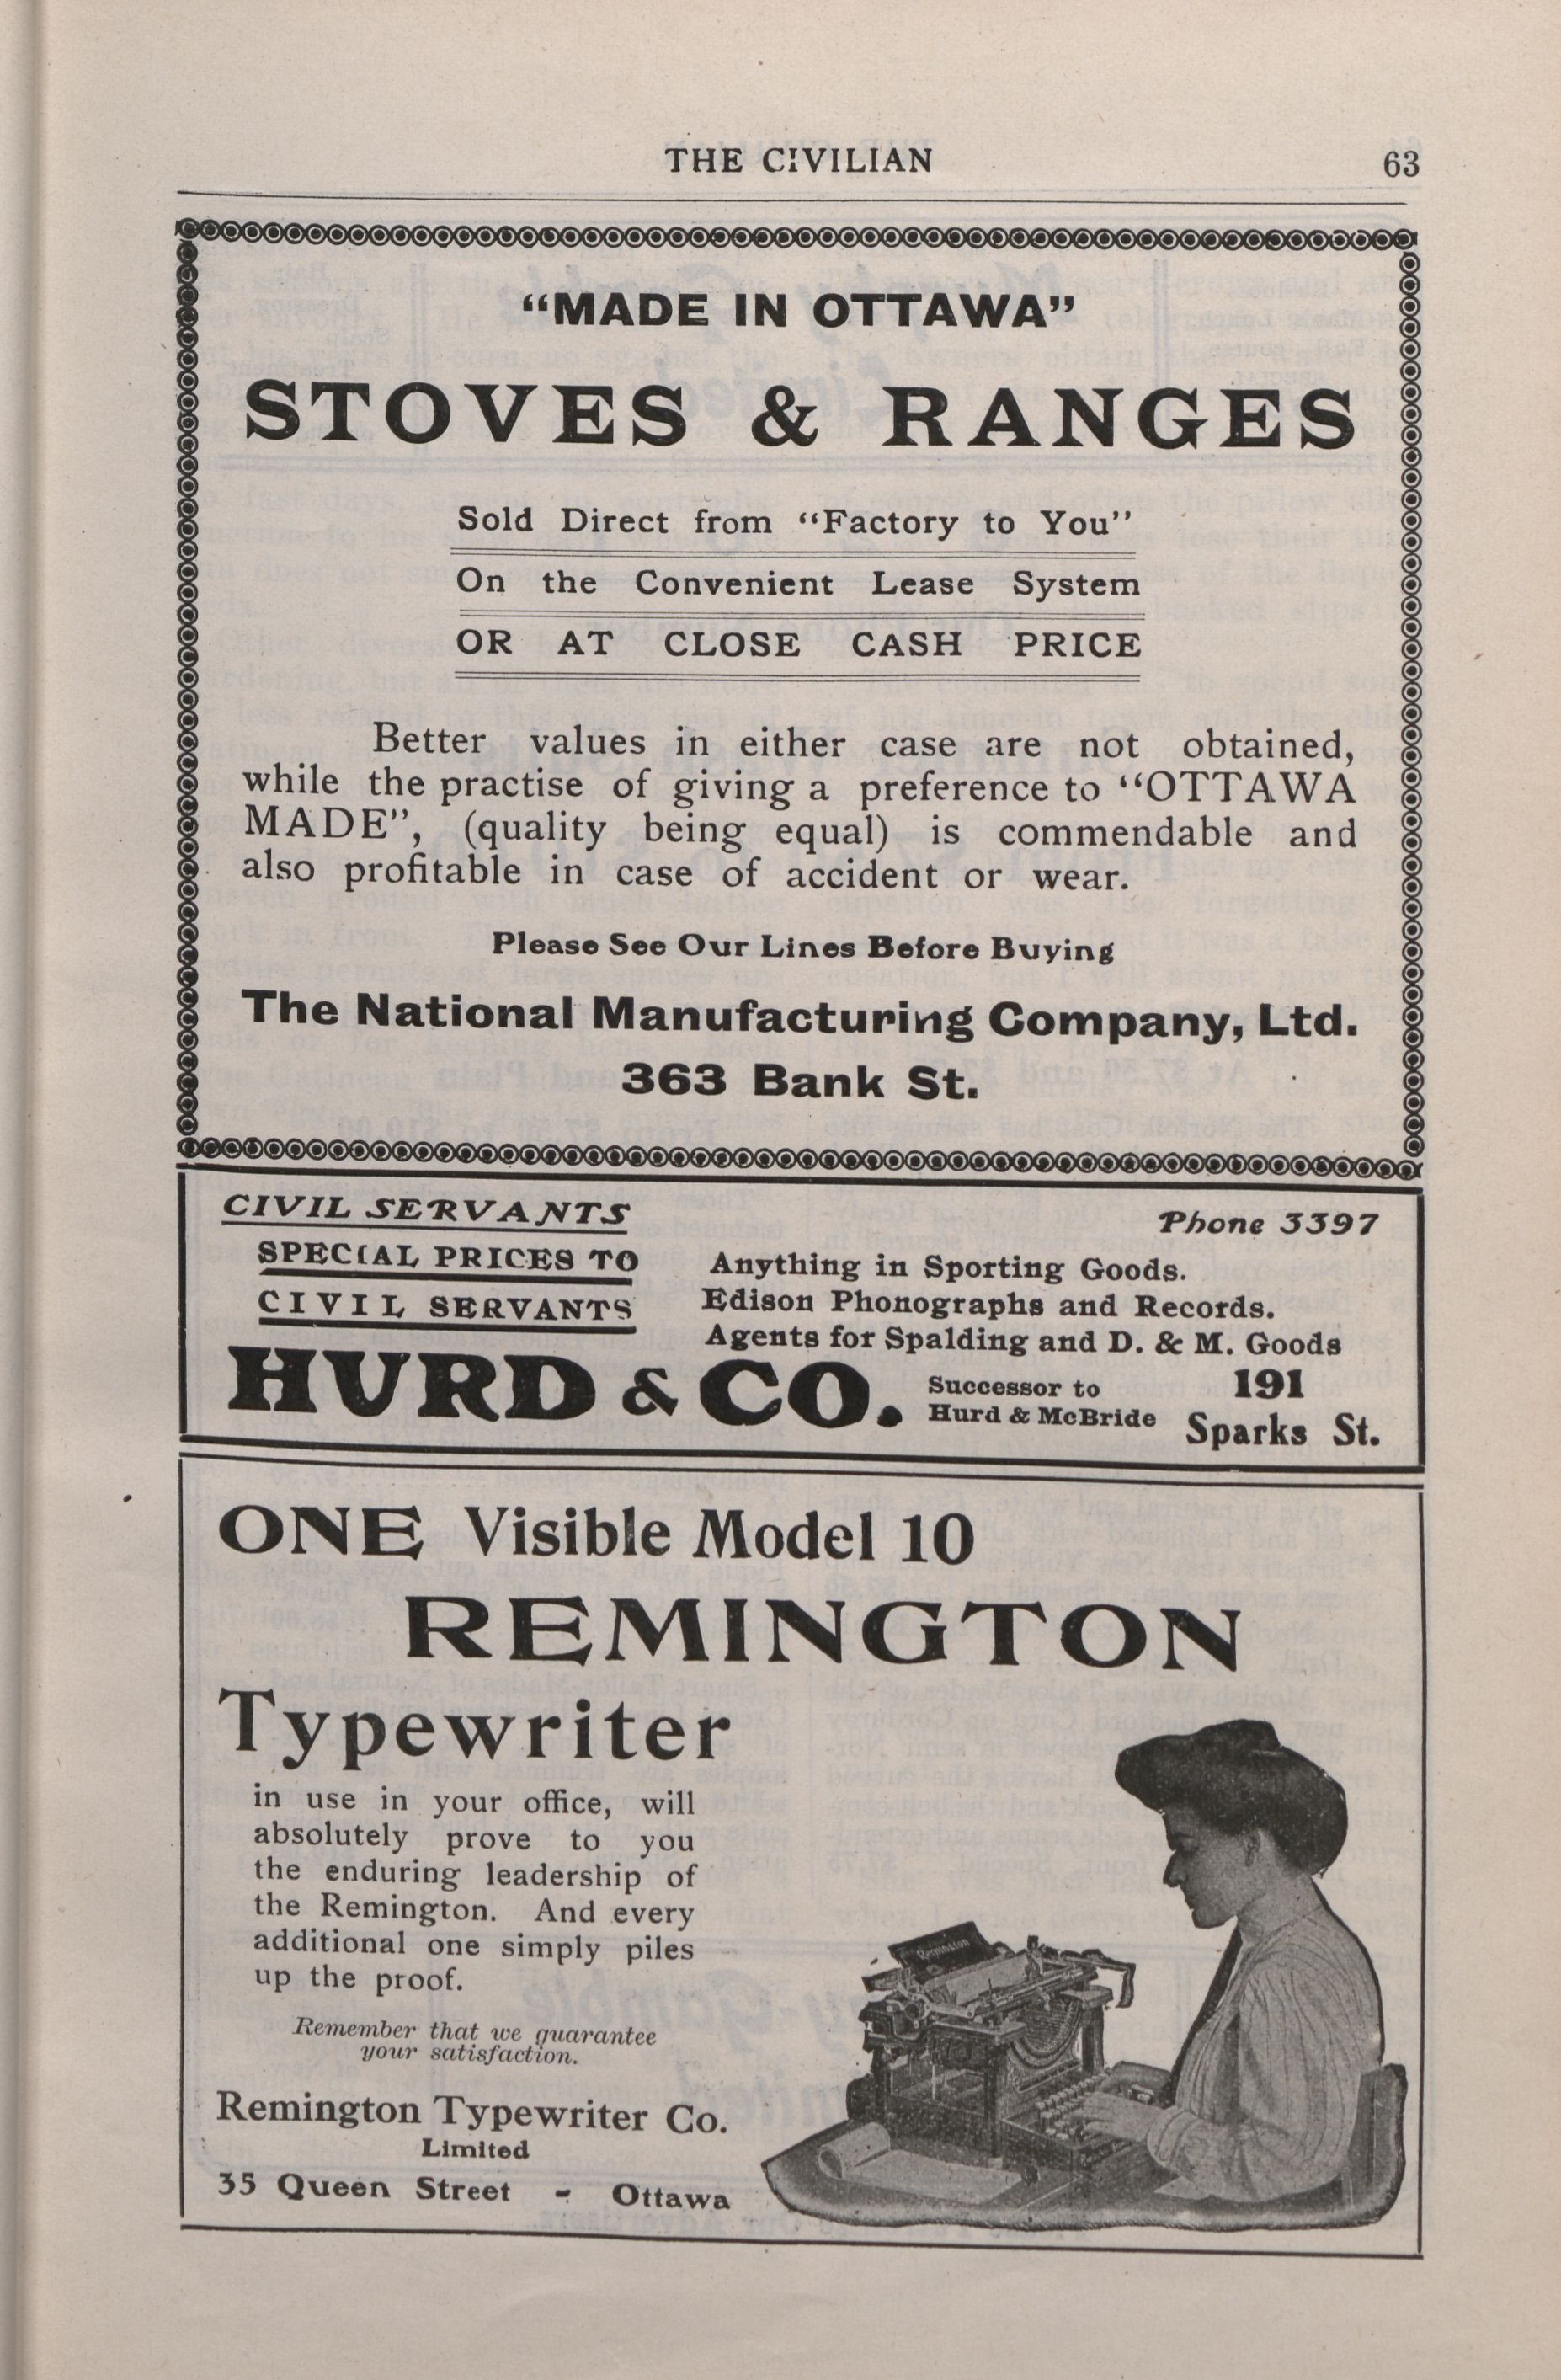 THE CIVILIAN
63
“MADE IN OTTAWA”
STOVES & RANGES
Sold Direct from “Factory to You”
On the Convenient Lease System
OR AT CLOSE CASH PRICE
Better values in either case are not obtained,
while the practise of giving a preference to “OTTAWA
MADE”, (quality being equal) is commendable and
also profitable in case of accident or wear.
Please See Our Lines Before Buying
The National Manufacturing Company, Ltd.
363 Bank St.
CIVIL SERVANTS
SPECIAL PRICES TO
CIVIL SERVANTS
Phone 3397
Anything in Sporting Goods.
Edison Phonographs and Records.
Agents for Spalding and D. & M. Goods
HURD & CO.
Successor to
Hurd & McBride
191
Sparks St.
ONE Visible Model 10
REMINGTON
Typewriter
in use in your office, will
absolutely prove to you
the enduring leadership of
the Remington. And every
additional one simply piles
up the proof.
Remember that we guarantee
your satisfaction.
Remington Typewriter Co.
Limited
35 Queen Street - Ottawa
Remington